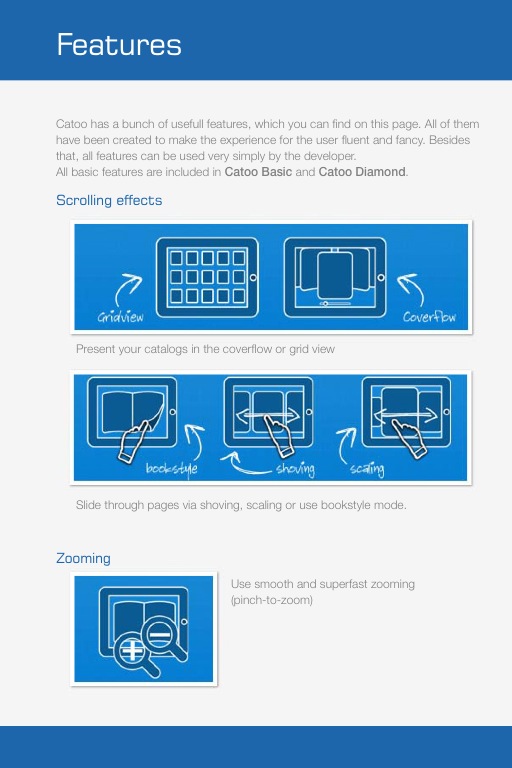 Features
Catoo has a bunch of usefull features, which you can find on this page. All of them
have been created to make the experience for the user fluent and fancy. Besides
that, all features can be used very simply by the developer.
All basic features are included in Catoo Basic and Catoo Diamond.
Scrolling effects
Gridview
Coverflow
Present your catalogs in the coverflow or grid view
bookstyle
shoving
scaling
Slide through pages via shoving, scaling or use bookstyle mode.
Zooming
Use smooth and superfast zooming
(pinch-to-zoom)